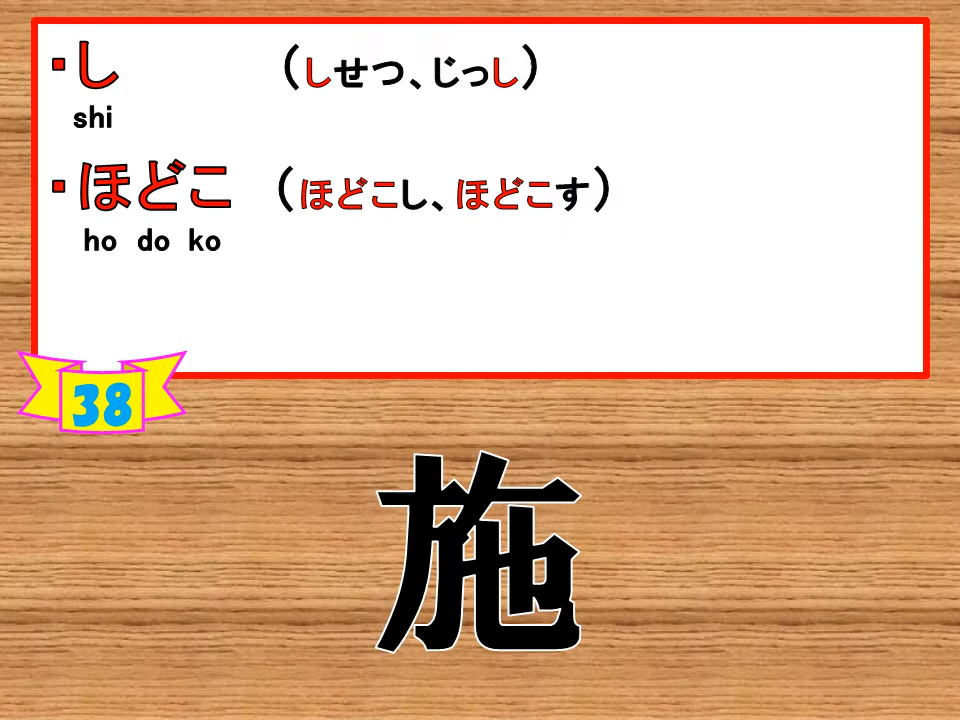 ・し （しせつ、じっし）
shi
・ほどこ （ほどこし、ほどこす）
ho do ko
38
施